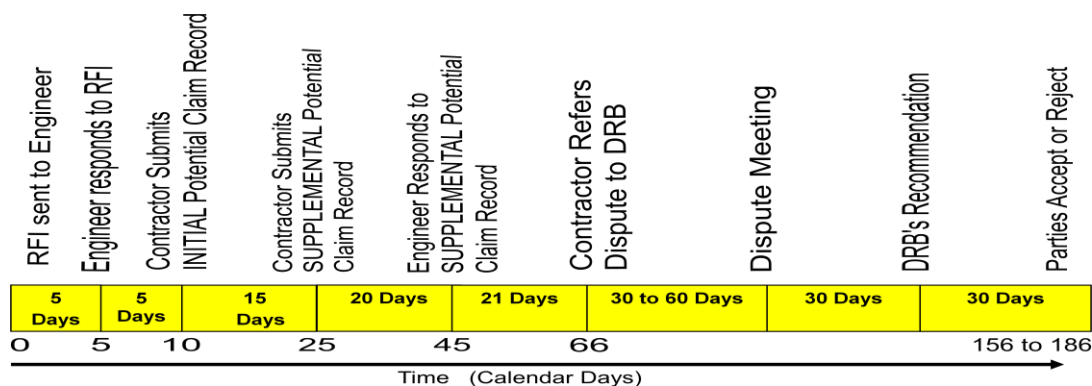 RFI sent to Engineer
Engineer responds to RFI
Contractor Submits
INITIAL Potential Claim Record
Contractor Submits
SUPPLEMENTAL Potential
Claim Record
Engineer Responds to
SUPPLEMENTAL Potential
Claim Record
Contractor Refers
Dispute to DRB
Dispute Meeting
DRB's Recommendation
Parties Accept or Reject
5
Days
5
Days
15
Days
20 Days
21 Days
30 to 60 Days
30 Days
30 Days
0
5
10
25
45
66
156 to 186
Time (Calendar Days)